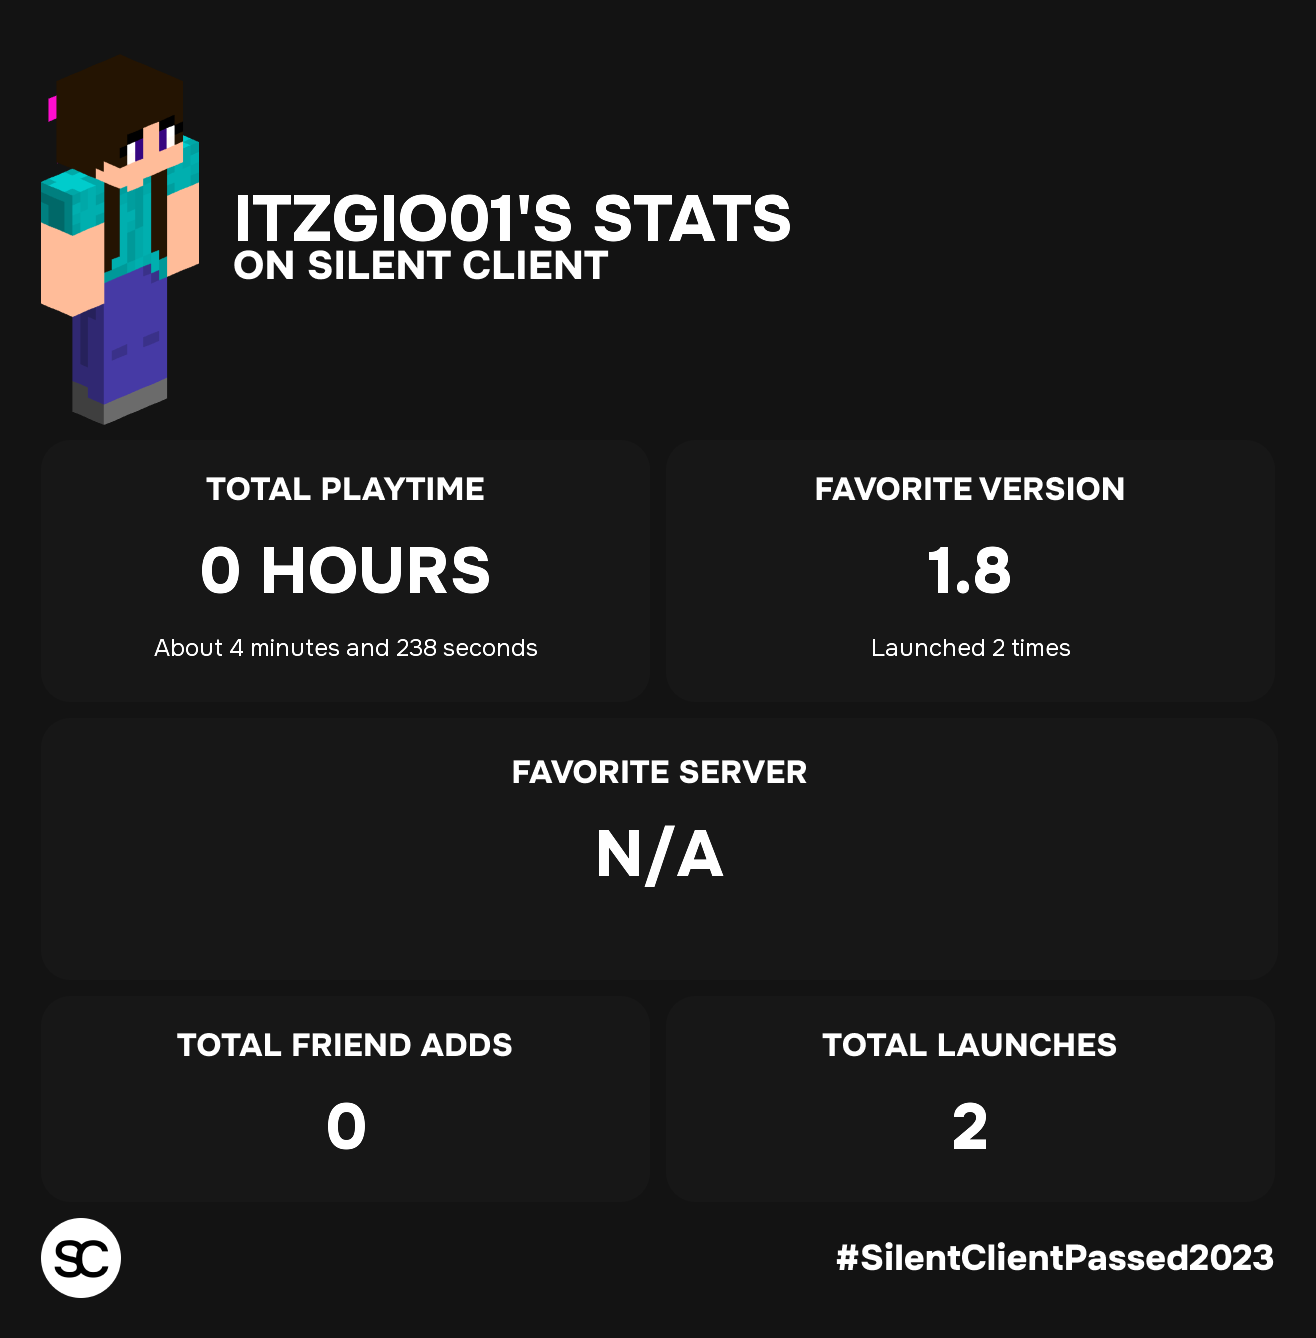 ITZGIO01'S STATS
ON SILENT CLIENT
TOTAL PLAYTIME
0 HOURS
About 4 minutes and 238 seconds
FAVORITE VERSION
1.8
Launched 2 times
FAVORITE SERVER
N/A
TOTAL FRIEND ADDS
0
TOTAL LAUNCHES
2
SC
#SilentClientPassed2023